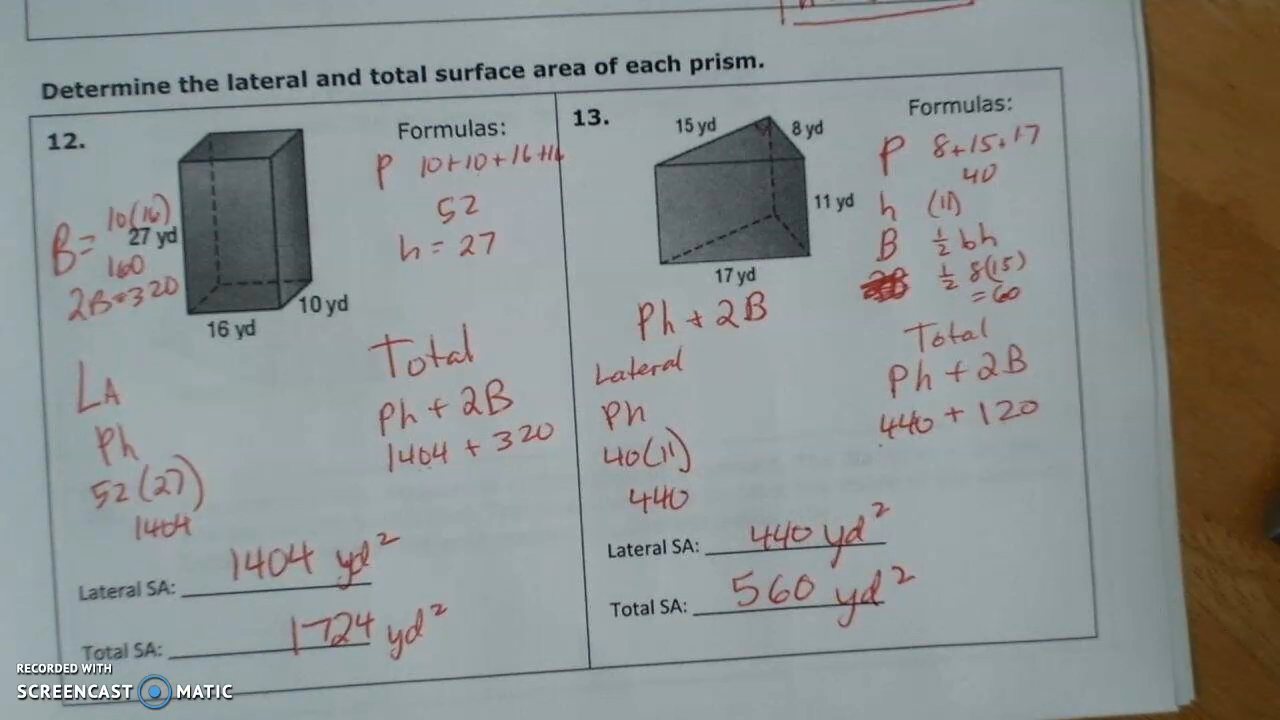 Determine the lateral and total surface area of each prism.
12.
Formulas:
P 10+10+16+16
52
h = 27
B = 10(16)
27 yd
160
2B=320
10 yd
16 yd
LA
Ph
52(27)
1404
Total
Ph + 2B
1404 + 320
Lateral SA: 1404 yd²
Total SA: 1724 yd²
13.
Formulas:
15 yd
8 yd
11 yd
17 yd
P 8+15+17
40
h (11)
B ½ bh
½ 8(15)
=60
Ph + 2B
Lateral
Ph
40(11)
440
Total
Ph + 2B
440 + 120
Lateral SA: 440 yd²
Total SA: 560 yd²
RECORDED WITH
SCREENCAST MATIC